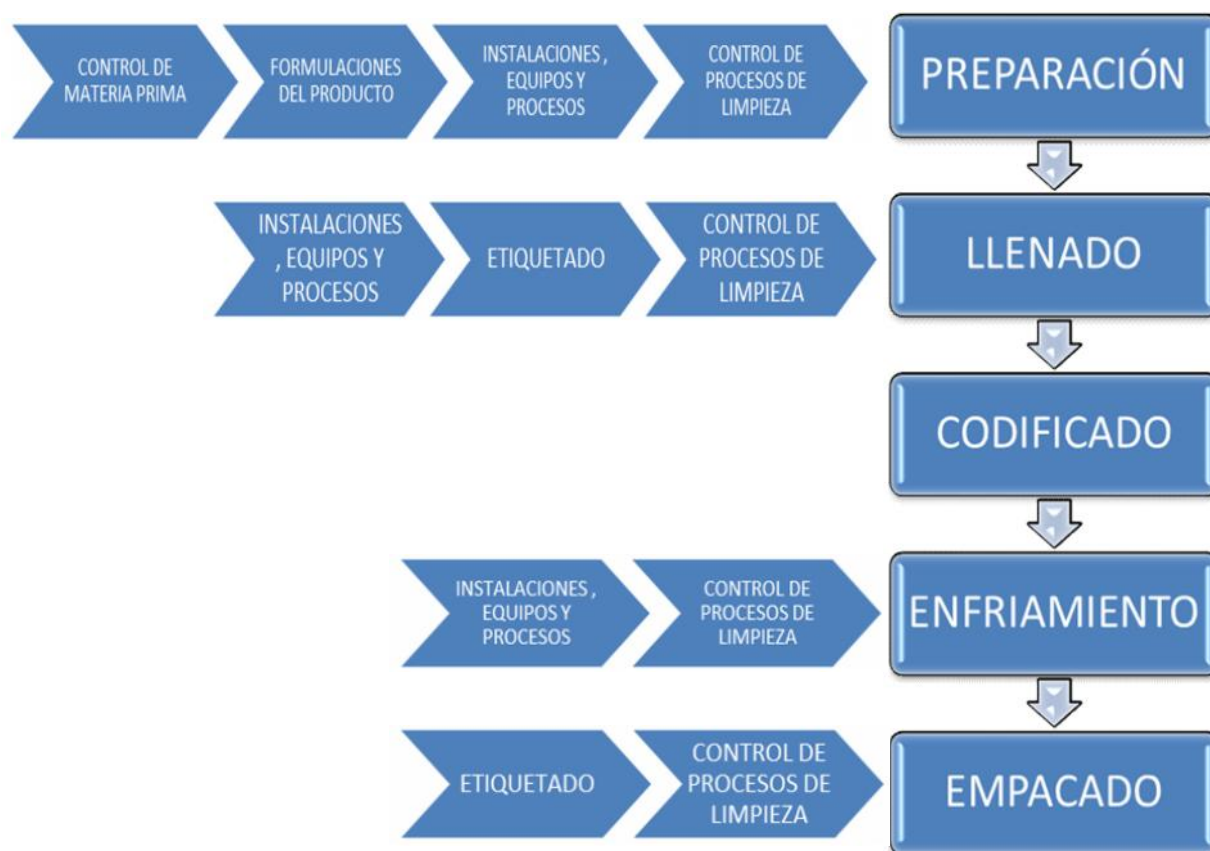 CONTROL DE
MATERIA PRIMA
FORMULACIONES
DEL PRODUCTO
INSTALACIONES ,
EQUIPOS Y
PROCESOS
CONTROL DE
PROCESOS DE
LIMPIEZA
PREPARACIÓN
INSTALACIONES
, EQUIPOS Y
PROCESOS
ETIQUETADO
CONTROL DE
PROCESOS DE
LIMPIEZA
LLENADO
CODIFICADO
INSTALACIONES ,
EQUIPOS Y
PROCESOS
CONTROL DE
PROCESOS DE
LIMPIEZA
ENFRIAMIENTO
ETIQUETADO
CONTROL DE
PROCESOS DE
LIMPIEZA
EMPACADO